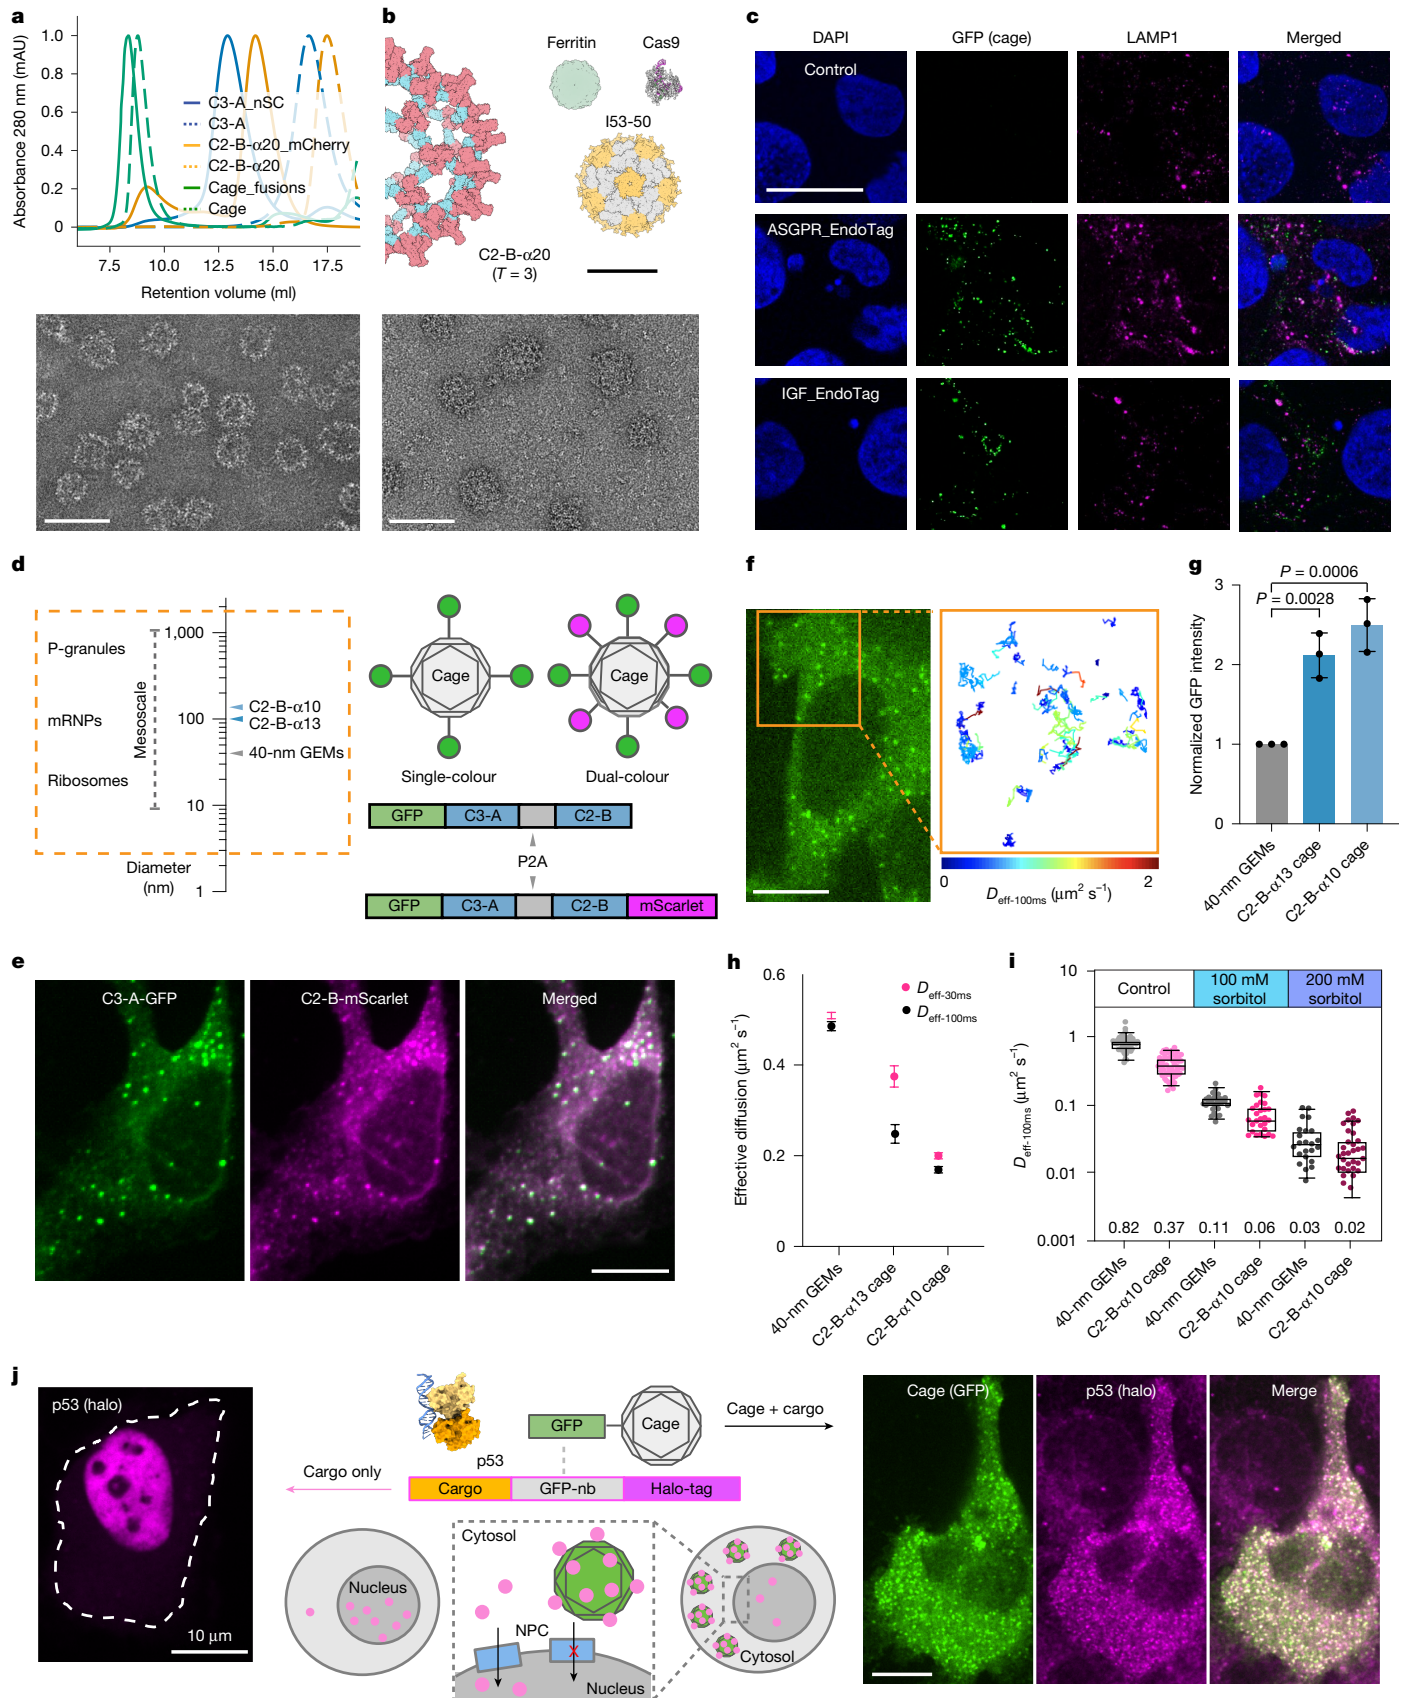 a
Absorbance 280 nm (mAU)
1.0
0.8
0.6
0.4
0.2
0
7.5
10.0
12.5
15.0
17.5
Retention volume (ml)
C3-A_nSC
C3-A
C2-B-α20_mCherry
C2-B-α20
Cage_fusions
Cage
b
Ferritin
Cas9
I53-50
C2-B-α20
(T = 3)
c
DAPI
GFP (cage)
LAMP1
Merged
Control
ASGPR_EndoTag
IGF_EndoTag
d
P-granules
mRNPs
Ribosomes
Mesoscale
1,000
100
10
1
Diameter
(nm)
C2-B-α10
C2-B-α13
40-nm GEMs
Cage
Cage
Single-colour
Dual-colour
GFP
C3-A
C2-B
P2A
GFP
C3-A
C2-B
mScarlet
e
C3-A-GFP
C2-B-mScarlet
Merged
f
0
2
Deff-100ms (μm² s⁻¹)
g
Normalized GFP intensity
3
2
1
0
P = 0.0006
P = 0.0028
40-nm GEMs
C2-B-α13 cage
C2-B-α10 cage
h
Effective diffusion (μm² s⁻¹)
0.6
0.4
0.2
0
Deff-30ms
Deff-100ms
40-nm GEMs
C2-B-α13 cage
C2-B-α10 cage
i
Deff-100ms (μm² s⁻¹)
10
1
0.1
0.01
0.001
Control
100 mM
sorbitol
200 mM
sorbitol
0.82
0.37
0.11
0.06
0.03
0.02
40-nm GEMs
C2-B-α10 cage
40-nm GEMs
C2-B-α10 cage
40-nm GEMs
C2-B-α10 cage
j
p53 (halo)
10 μm
Cargo only
p53
GFP
Cage
Cage + cargo
Cargo
GFP-nb
Halo-tag
Nucleus
Cytosol
NPC
X
Nucleus
Cytosol
Cage (GFP)
p53 (halo)
Merge